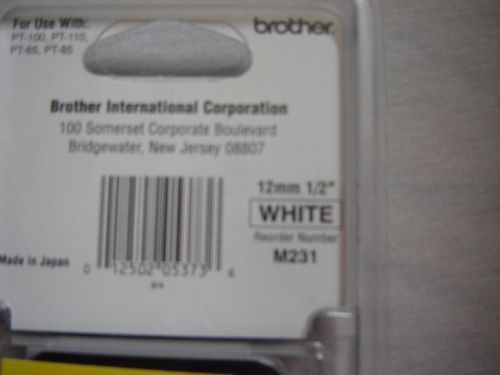 For Use With:
PT-100, PT-110,
PT-65, PT-85
brother
Brother International Corporation
100 Somerset Corporate Boulevard
Bridgewater, New Jersey 08807
12mm 1/2"
WHITE
Reorder Number
M231
Made in Japan
0 12502 05373 6